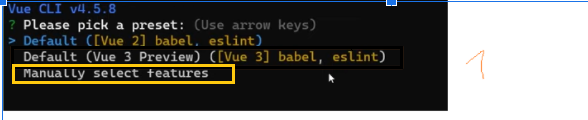 Vue CLI v4.5.8
? Please pick a preset: (Use arrow keys)
> Default ([Vue 2] babel, eslint)
Default (Vue 3 Preview) ([Vue 3] babel, eslint)
Manually select features
1